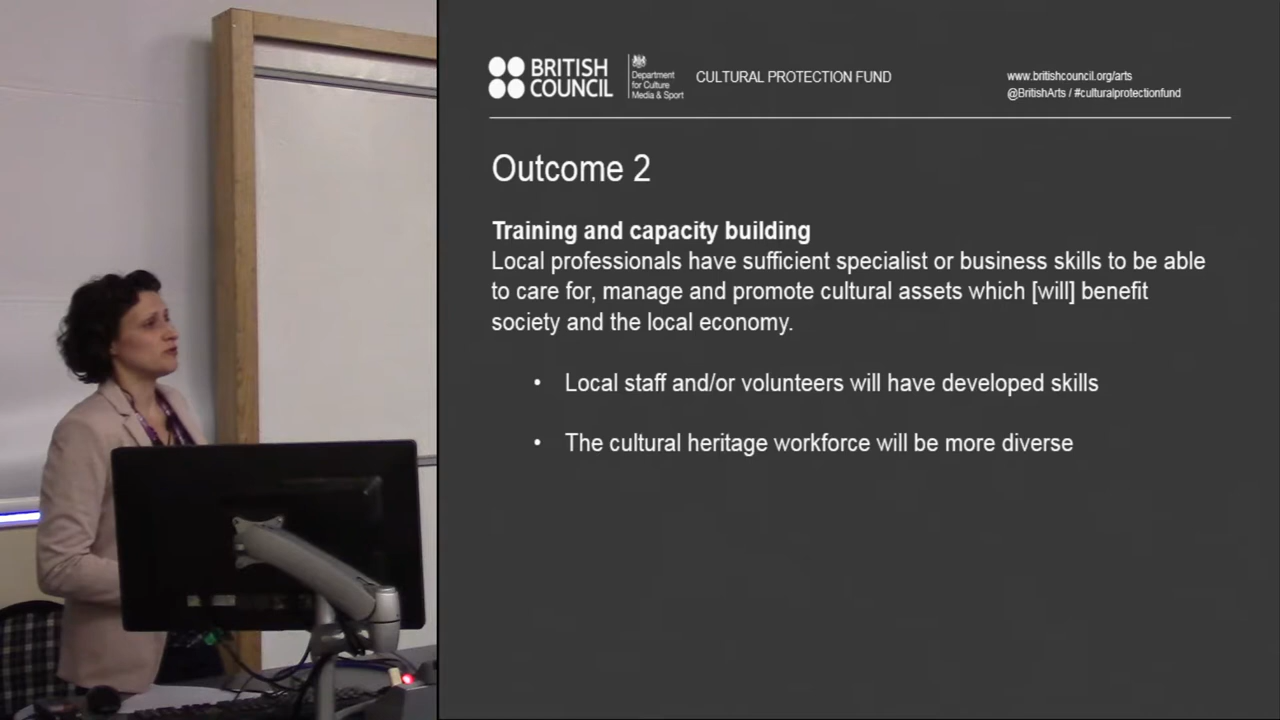 BRITISH
COUNCIL
Department
for Culture
Media & Sport
CULTURAL PROTECTION FUND
www.britishcouncil.org/arts
@BritishArts / #culturalprotectionfund
Outcome 2
Training and capacity building
Local professionals have sufficient specialist or business skills to be able
to care for, manage and promote cultural assets which [will] benefit
society and the local economy.
• Local staff and/or volunteers will have developed skills
• The cultural heritage workforce will be more diverse